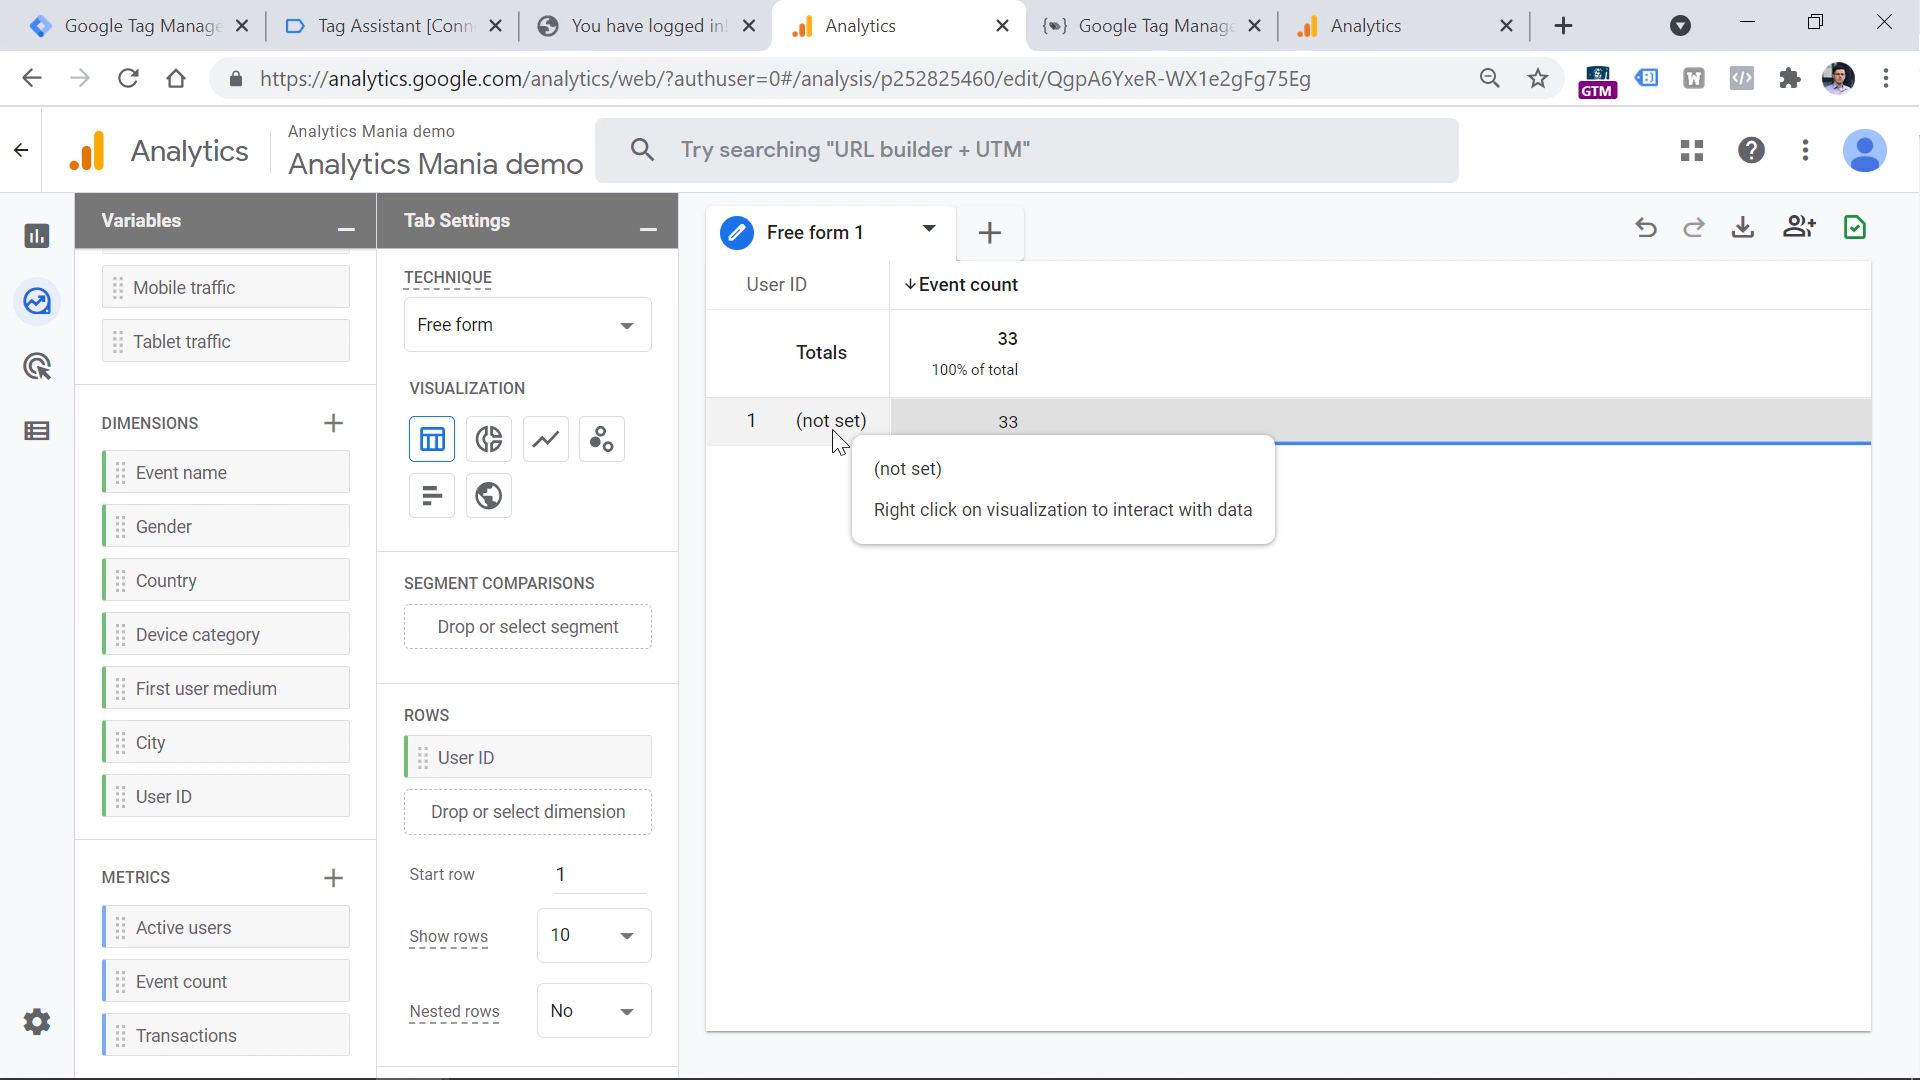 Google Tag Manage
Tag Assistant [Conn
You have logged in!
Analytics
Google Tag Manage
Analytics
https://analytics.google.com/analytics/web/?authuser=0#/analysis/p252825460/edit/QgpA6YxeR-WX1e2gFg75Eg
GTM
W
Analytics
Analytics Mania demo
Analytics Mania demo
Try searching "URL builder + UTM"
Variables
Mobile traffic
Tablet traffic
DIMENSIONS
Event name
Gender
Country
Device category
First user medium
City
User ID
METRICS
Active users
Event count
Transactions
Tab Settings
TECHNIQUE
Free form
VISUALIZATION
SEGMENT COMPARISONS
Drop or select segment
ROWS
User ID
Drop or select dimension
Start row 1
Show rows 10
Nested rows No
Free form 1
User ID Event count
Totals 33
100% of total
1 (not set) 33
(not set)
Right click on visualization to interact with data